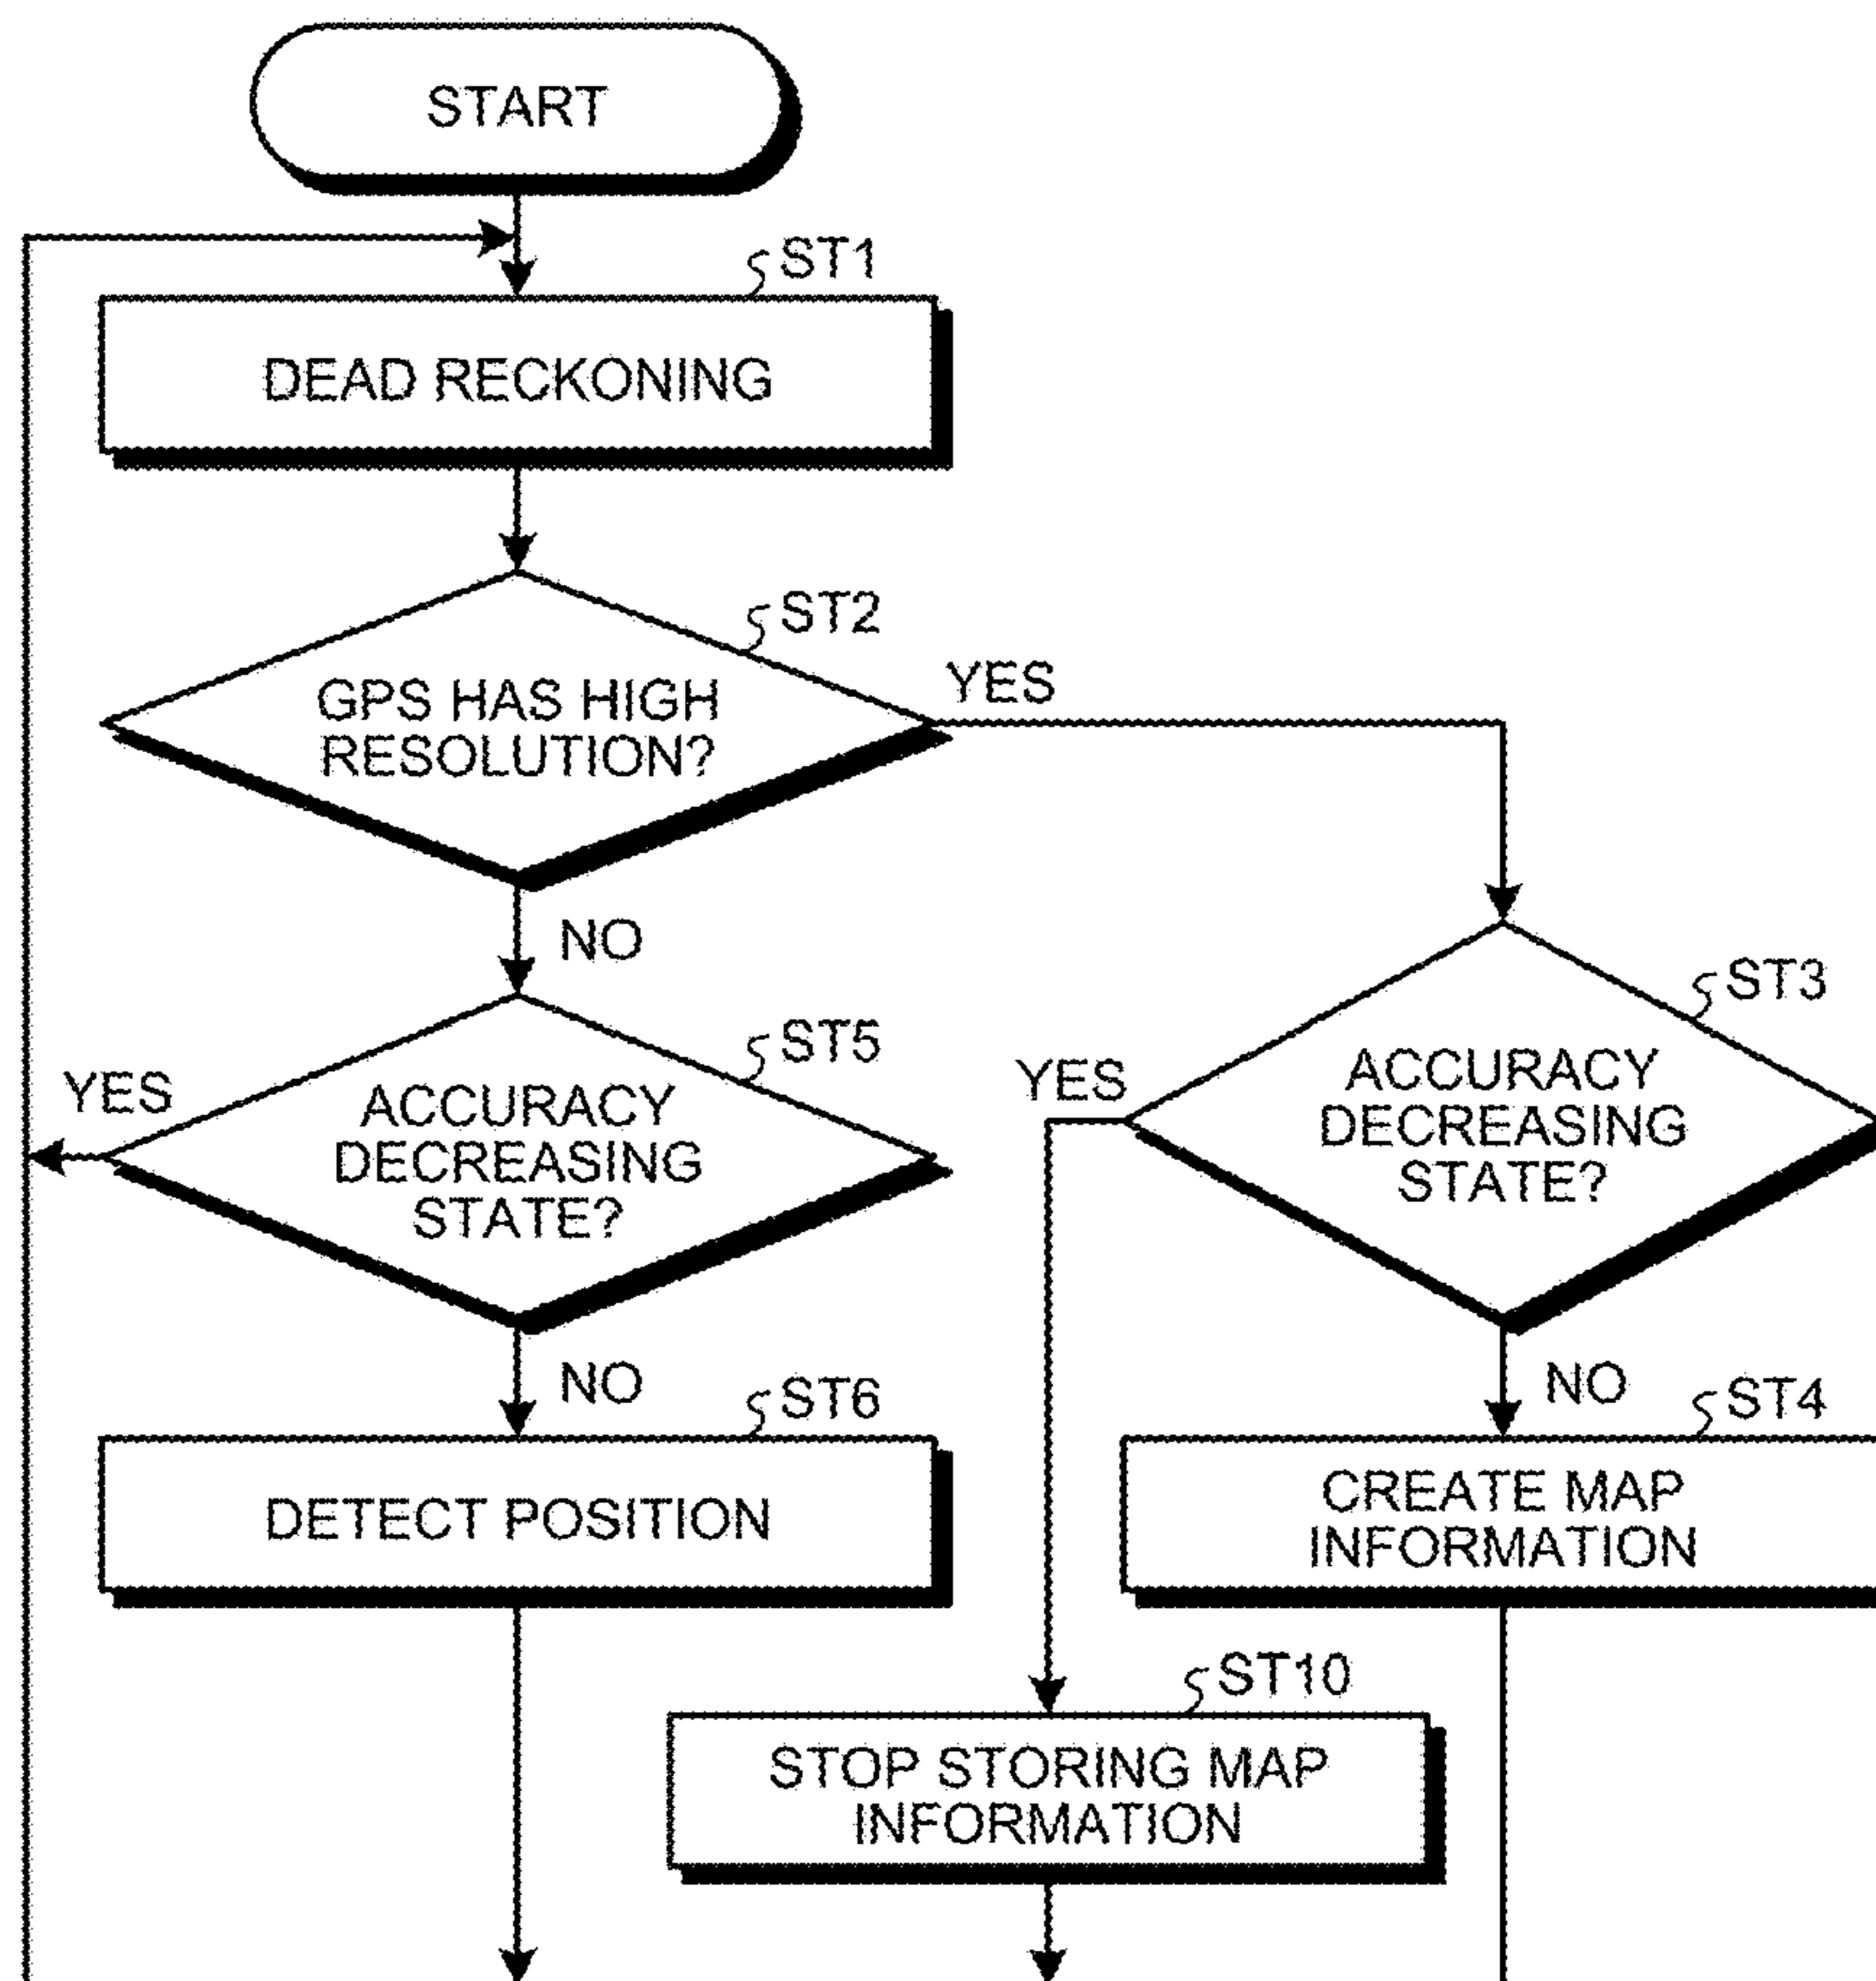 START
ST1
DEAD RECKONING
ST2
GPS HAS HIGH
RESOLUTION?
YES
NO
ST3
ACCURACY
DECREASING
STATE?
YES
NO
ST5
ACCURACY
DECREASING
STATE?
YES
NO
ST6
DETECT POSITION
ST4
CREATE MAP
INFORMATION
ST10
STOP STORING MAP
INFORMATION